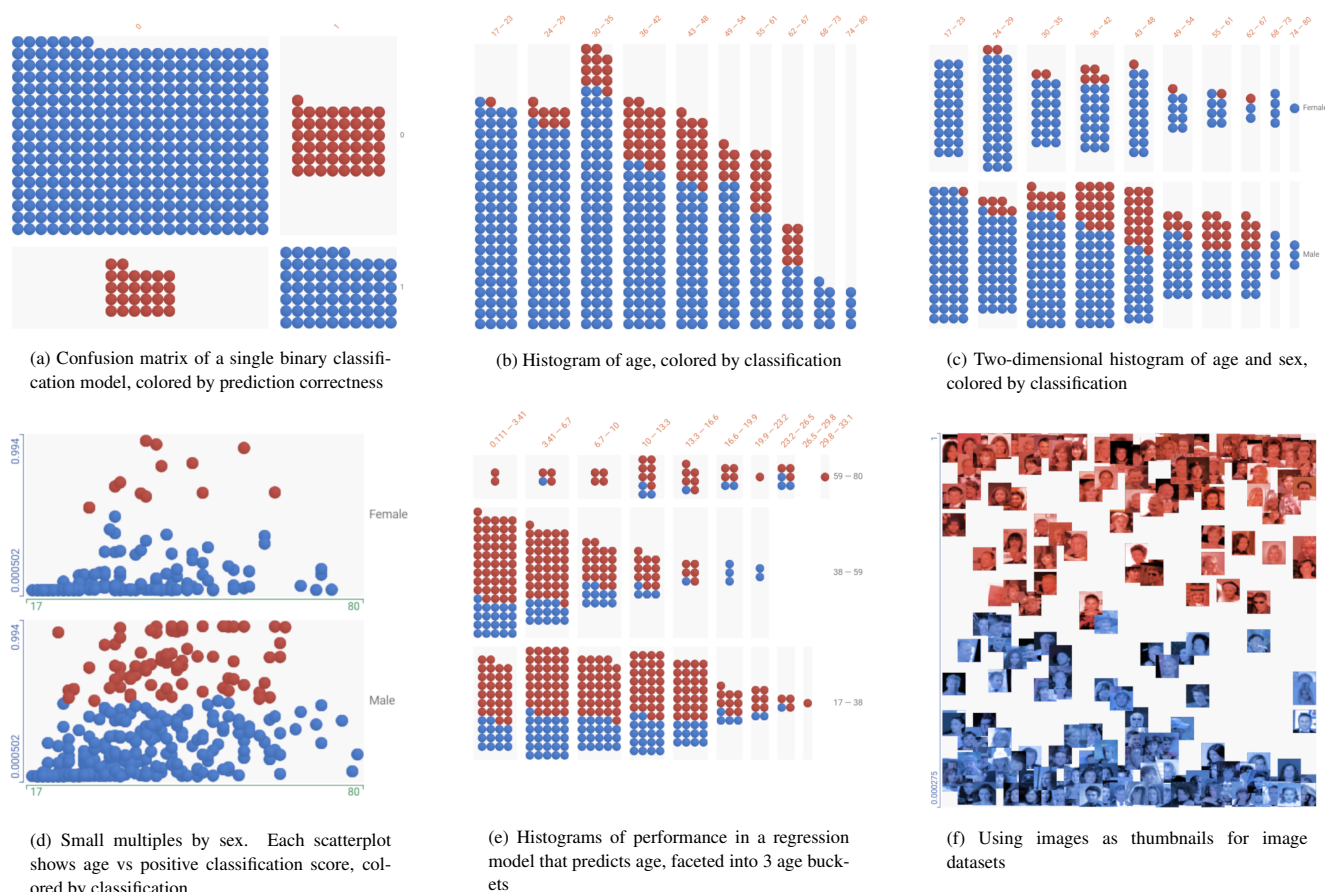 0
1
0
1
(a) Confusion matrix of a single binary classifi-
cation model, colored by prediction correctness
17 – 23
24 – 29
30 – 35
36 – 42
43 – 48
49 – 54
55 – 61
62 – 67
68 – 73
74 – 80
(b) Histogram of age, colored by classification
17 – 23
24 – 29
30 – 35
36 – 42
43 – 48
49 – 54
55 – 61
62 – 67
68 – 73
74 – 80
Female
Male
(c) Two-dimensional histogram of age and sex,
colored by classification
0.994
0.000502
17
80
Female
0.994
0.000502
17
80
Male
(d) Small multiples by sex. Each scatterplot
shows age vs positive classification score, col-
ored by classification
0.111 – 3.41
3.41 – 6.7
6.7 – 10
10 – 13.3
13.3 – 16.6
16.6 – 19.9
19.9 – 23.2
23.2 – 26.5
26.5 – 29.8
29.8 – 33.1
59 – 80
38 – 59
17 – 38
(e) Histograms of performance in a regression
model that predicts age, faceted into 3 age buck-
ets
1
0.000275
(f) Using images as thumbnails for image
datasets